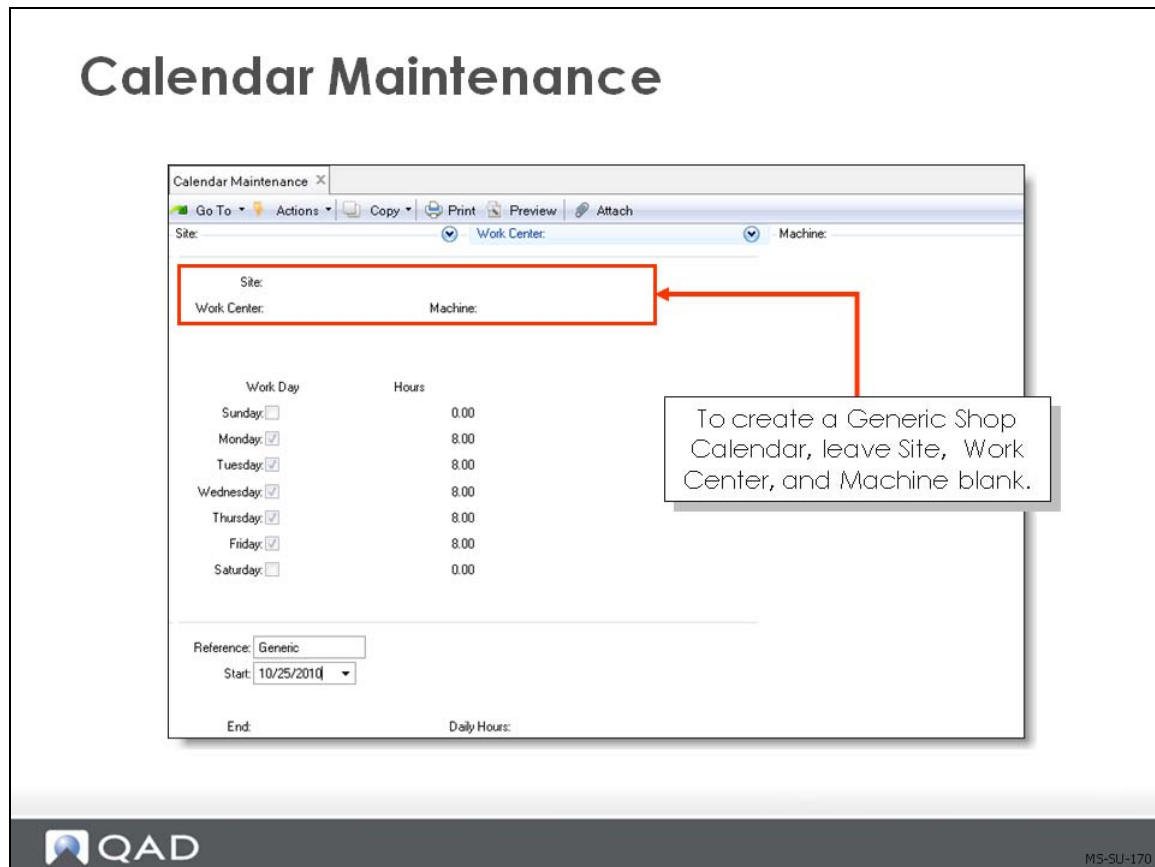 Calendar Maintenance
Calendar Maintenance X
Go To Actions Copy Print Preview Attach
Site: Work Center: Machine:
Site:
Work Center: Machine:
Work Day Hours
Sunday: 0.00
Monday: 8.00
Tuesday: 8.00
Wednesday: 8.00
Thursday: 8.00
Friday: 8.00
Saturday: 0.00
To create a Generic Shop
Calendar, leave Site, Work
Center, and Machine blank.
Reference: Generic
Start: 10/25/2010
End: Daily Hours:
QAD
MS-SU-170